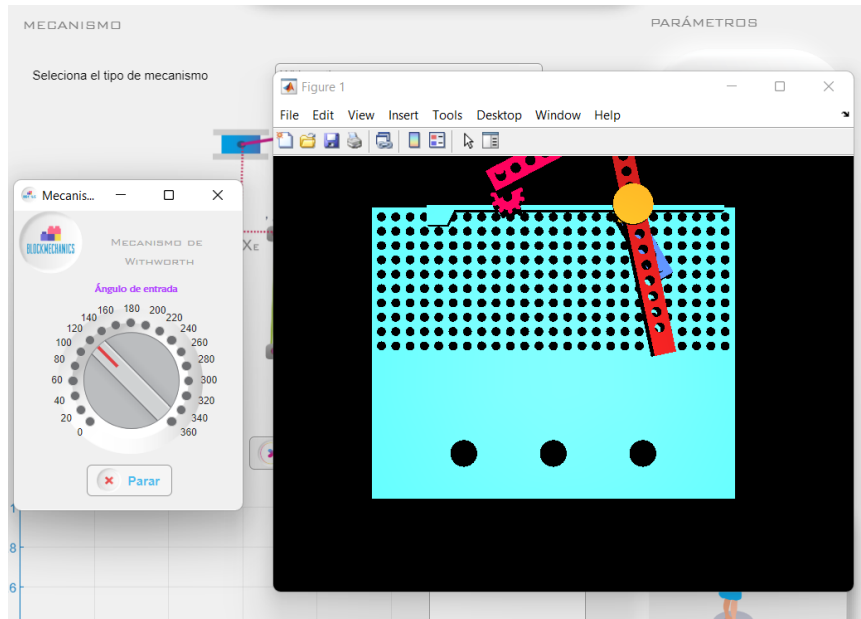 MECANISMO
PARÁMETROS
Selecciona el tipo de mecanismo
Figure 1
File Edit View Insert Tools Desktop Window Help
Mecanis...
BLOCKMECHANICS
MECANISMO DE
WITHWORTH
XE
Ángulo de entrada
0
20
40
60
80
100
120
140
160
180
200
220
240
260
280
300
320
340
360
Parar
1
8
6